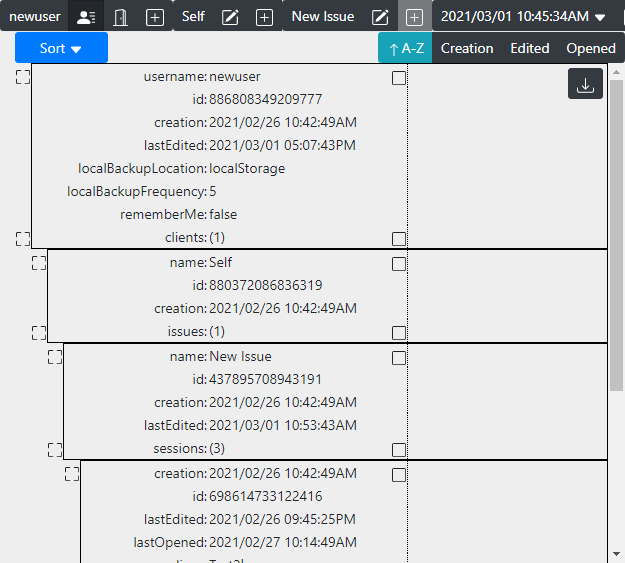 newuser Self New Issue 2021/03/01 10:45:34AM
Sort ↑ A-Z Creation Edited Opened
username: newuser
id: 886808349209777
creation: 2021/02/26 10:42:49AM
lastEdited: 2021/03/01 05:07:43PM
localBackupLocation: localStorage
localBackupFrequency: 5
rememberMe: false
clients: (1)
name: Self
id: 880372086836319
creation: 2021/02/26 10:42:49AM
issues: (1)
name: New Issue
id: 437895708943191
creation: 2021/02/26 10:42:49AM
lastEdited: 2021/03/01 10:53:43AM
sessions: (3)
creation: 2021/02/26 10:42:49AM
id: 698614733122416
lastEdited: 2021/02/26 09:45:25PM
lastOpened: 2021/02/27 10:14:49AM